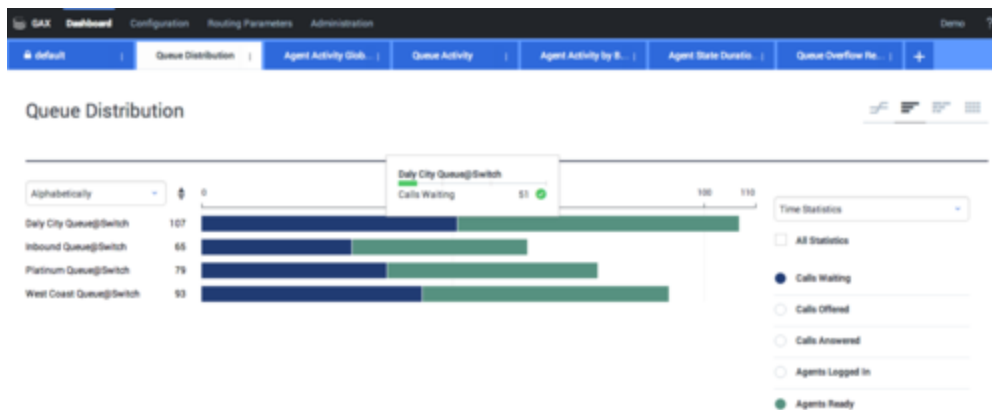 GAX Dashboard Configuration Routing Parameters Administration Demo ?
default Queue Distribution Agent Activity Glob... Queue Activity Agent Activity by B... Agent State Duratio... Queue Overflow Re... +
Queue Distribution
Daly City Queue@Switch
Calls Waiting 51
Alphabetically 0 100 110
Time Statistics
Daly City Queue@Switch 107
Inbound Queue@Switch 65
Platinum Queue@Switch 79
West Coast Queue@Switch 93
All Statistics
Calls Waiting
Calls Offered
Calls Answered
Agents Logged In
Agents Ready